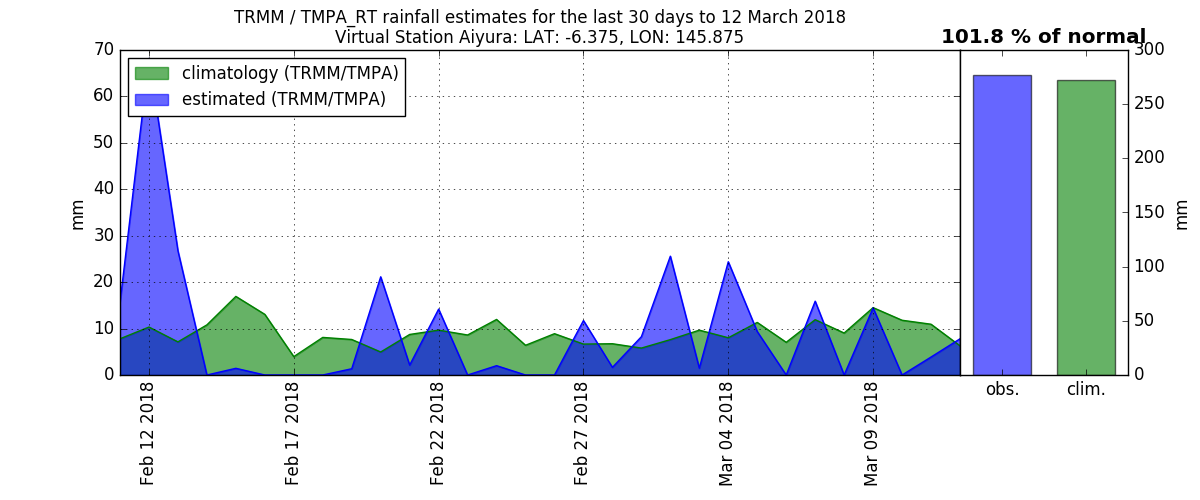 TRMM / TMPA_RT rainfall estimates for the last 30 days to 12 March 2018
Virtual Station Aiyura: LAT: -6.375, LON: 145.875
101.8 % of normal
climatology (TRMM/TMPA)
estimated (TRMM/TMPA)
70
60
50
40
30
20
10
0
mm
Feb 12 2018
Feb 17 2018
Feb 22 2018
Feb 27 2018
Mar 04 2018
Mar 09 2018
obs.
clim.
300
250
200
150
100
50
0
mm